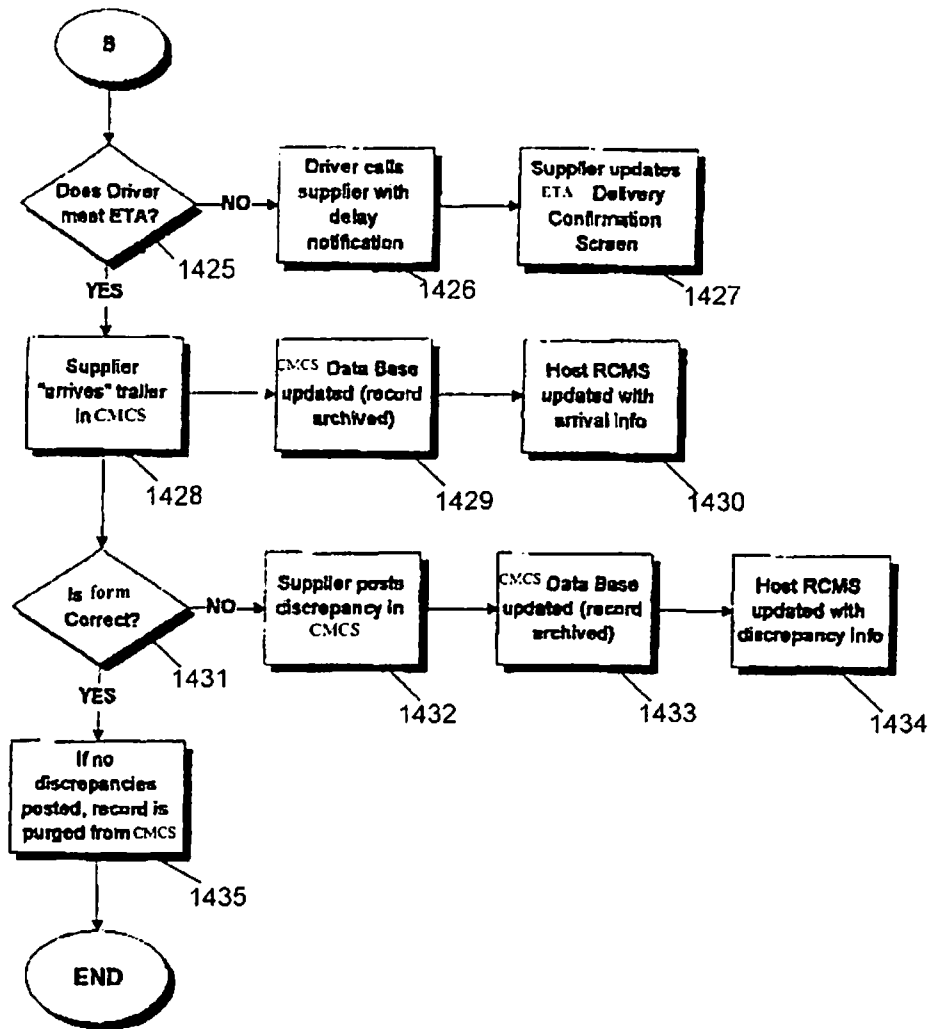 B
Does Driver
meet ETA?
NO
1425
YES
Driver calls
supplier with
delay
notification
1426
Supplier updates
ETA Delivery
Confirmation
Screen
1427
Supplier
"arrives" trailer
in CMCS
1428
CMCS Data Base
updated (record
archived)
1429
Host RCMS
updated with
arrival info
1430
Is form
Correct?
NO
1431
YES
Supplier posts
discrepancy in
CMCS
1432
CMCS Data Base
updated (record
archived)
1433
Host RCMS
updated with
discrepancy info
1434
If no
discrepancies
posted, record is
purged from CMCS
1435
END